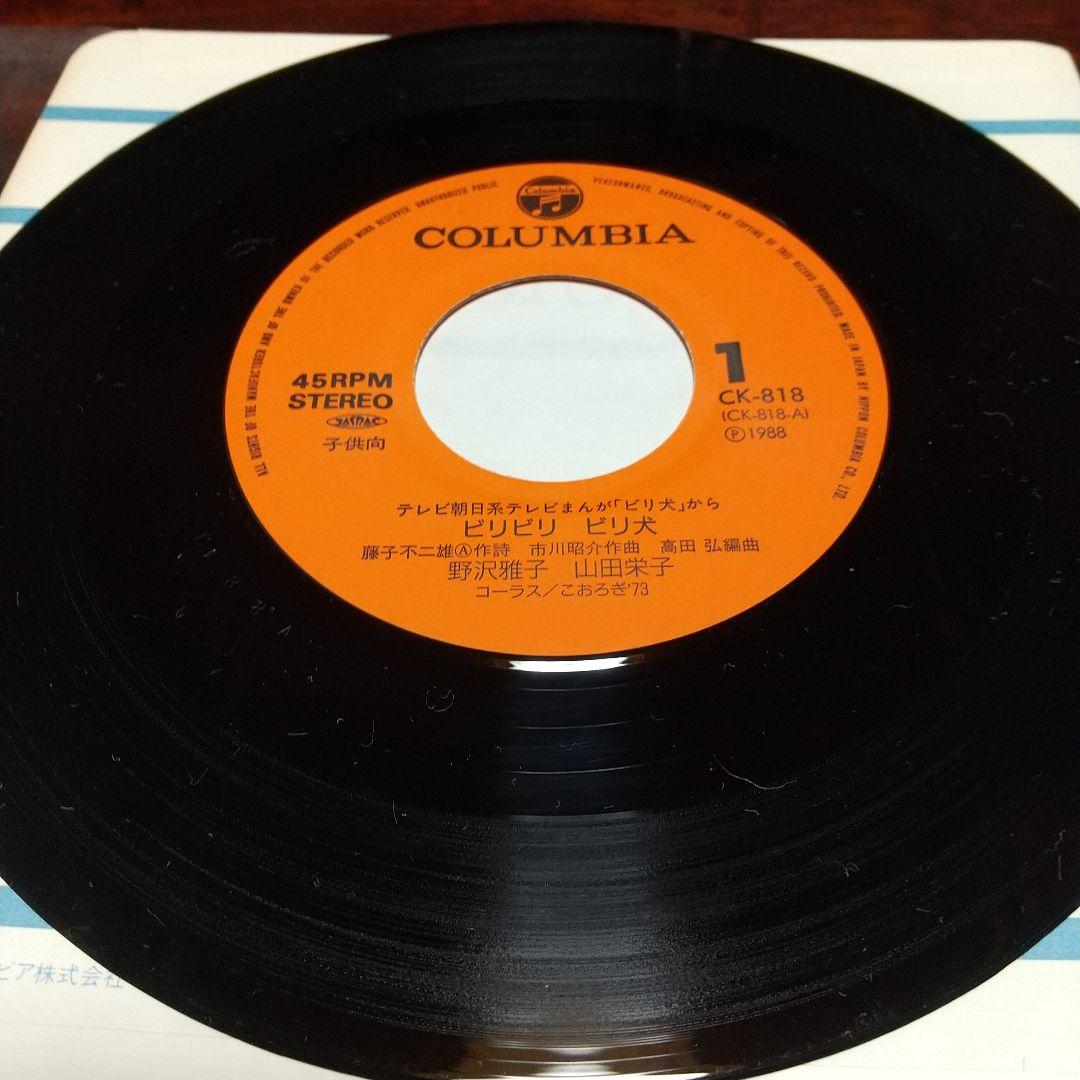 ALL RIGHTS OF THE MANUFACTURER AND OF THE OWNER OF THE RECORDED WORK RESERVED. UNAUTHORIZED PUBLIC PERFORMANCE, BROADCASTING AND COPYING OF THIS RECORD PROHIBITED. MADE IN JAPAN BY NIPPON COLUMBIA CO., LTD.
Columbia
COLUMBIA
45RPM
STEREO
JASRAC
子供向
1
CK-818
(CK-818-A)
Ⓟ1988
テレビ朝日系テレビまんが「ビリ犬」から
ビリビリ ビリ犬
藤子不二雄Ⓐ作詩 市川昭介作曲 高田 弘編曲
野沢雅子 山田栄子
コーラス/こおろぎ'73
ビア株式会社